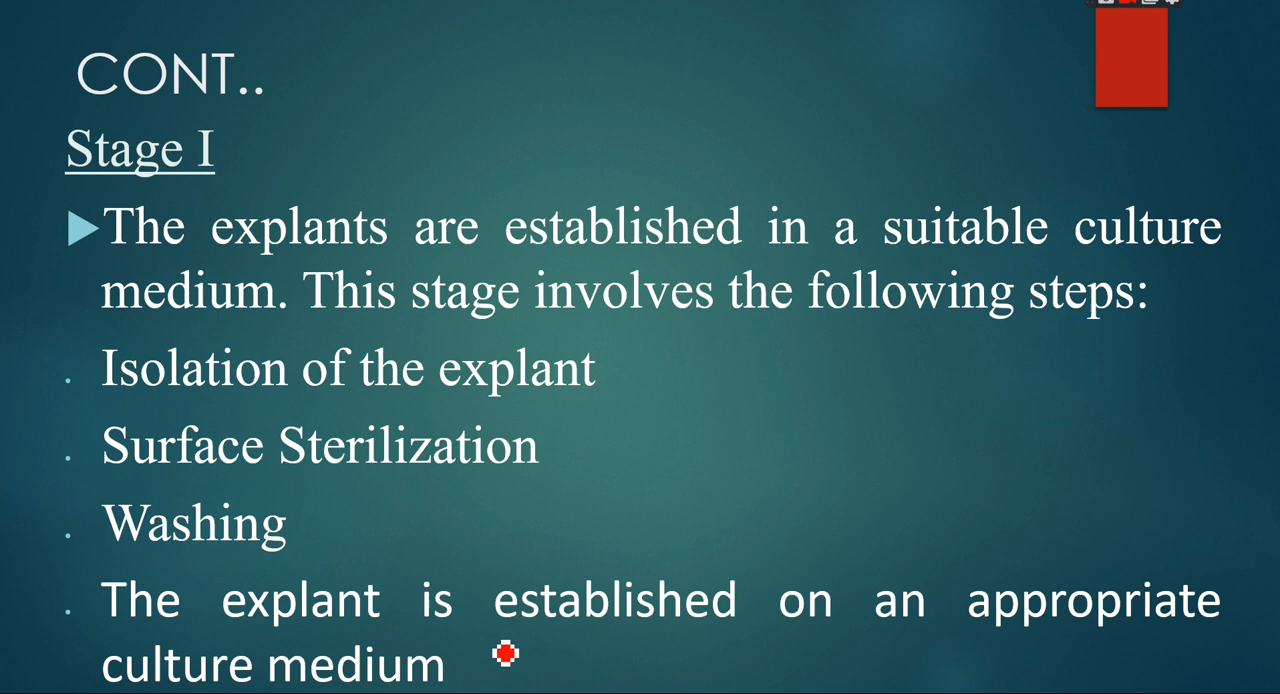 CONT..
Stage I
The explants are established in a suitable culture
medium. This stage involves the following steps:
Isolation of the explant
Surface Sterilization
Washing
The explant is established on an appropriate
culture medium